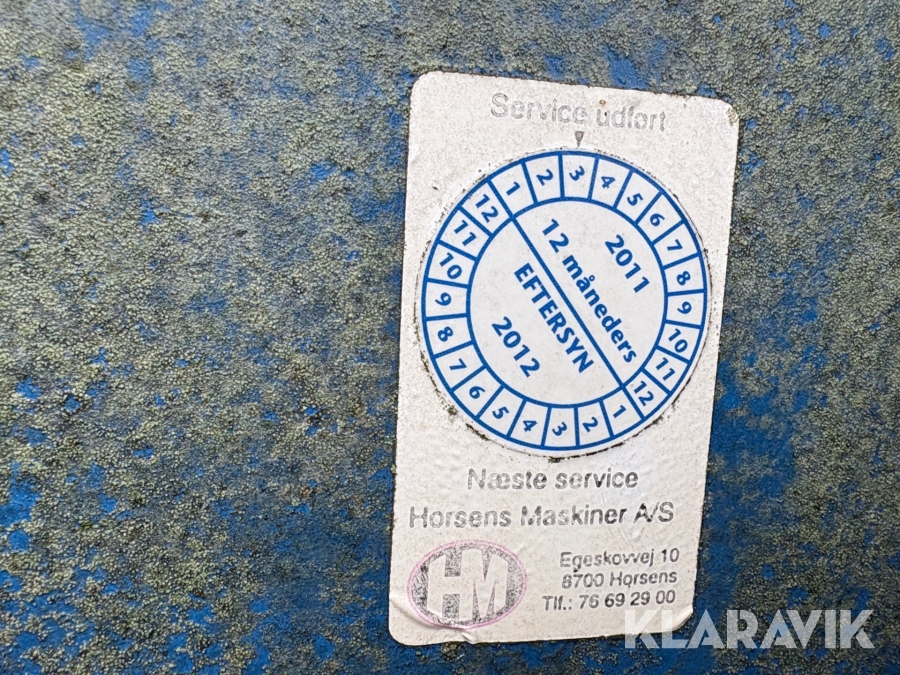 Service udført
1 2 3 4 5 6 7 8 9 10 11 12
2011
12 måneders
EFTERSYN
2012
1 2 3 4 5 6 7 8 9 10 11 12
Næste service
Horsens Maskiner A/S
HM
Egeskovvej 10
8700 Horsens
Tlf.: 76 69 29 00
KLARAVIK